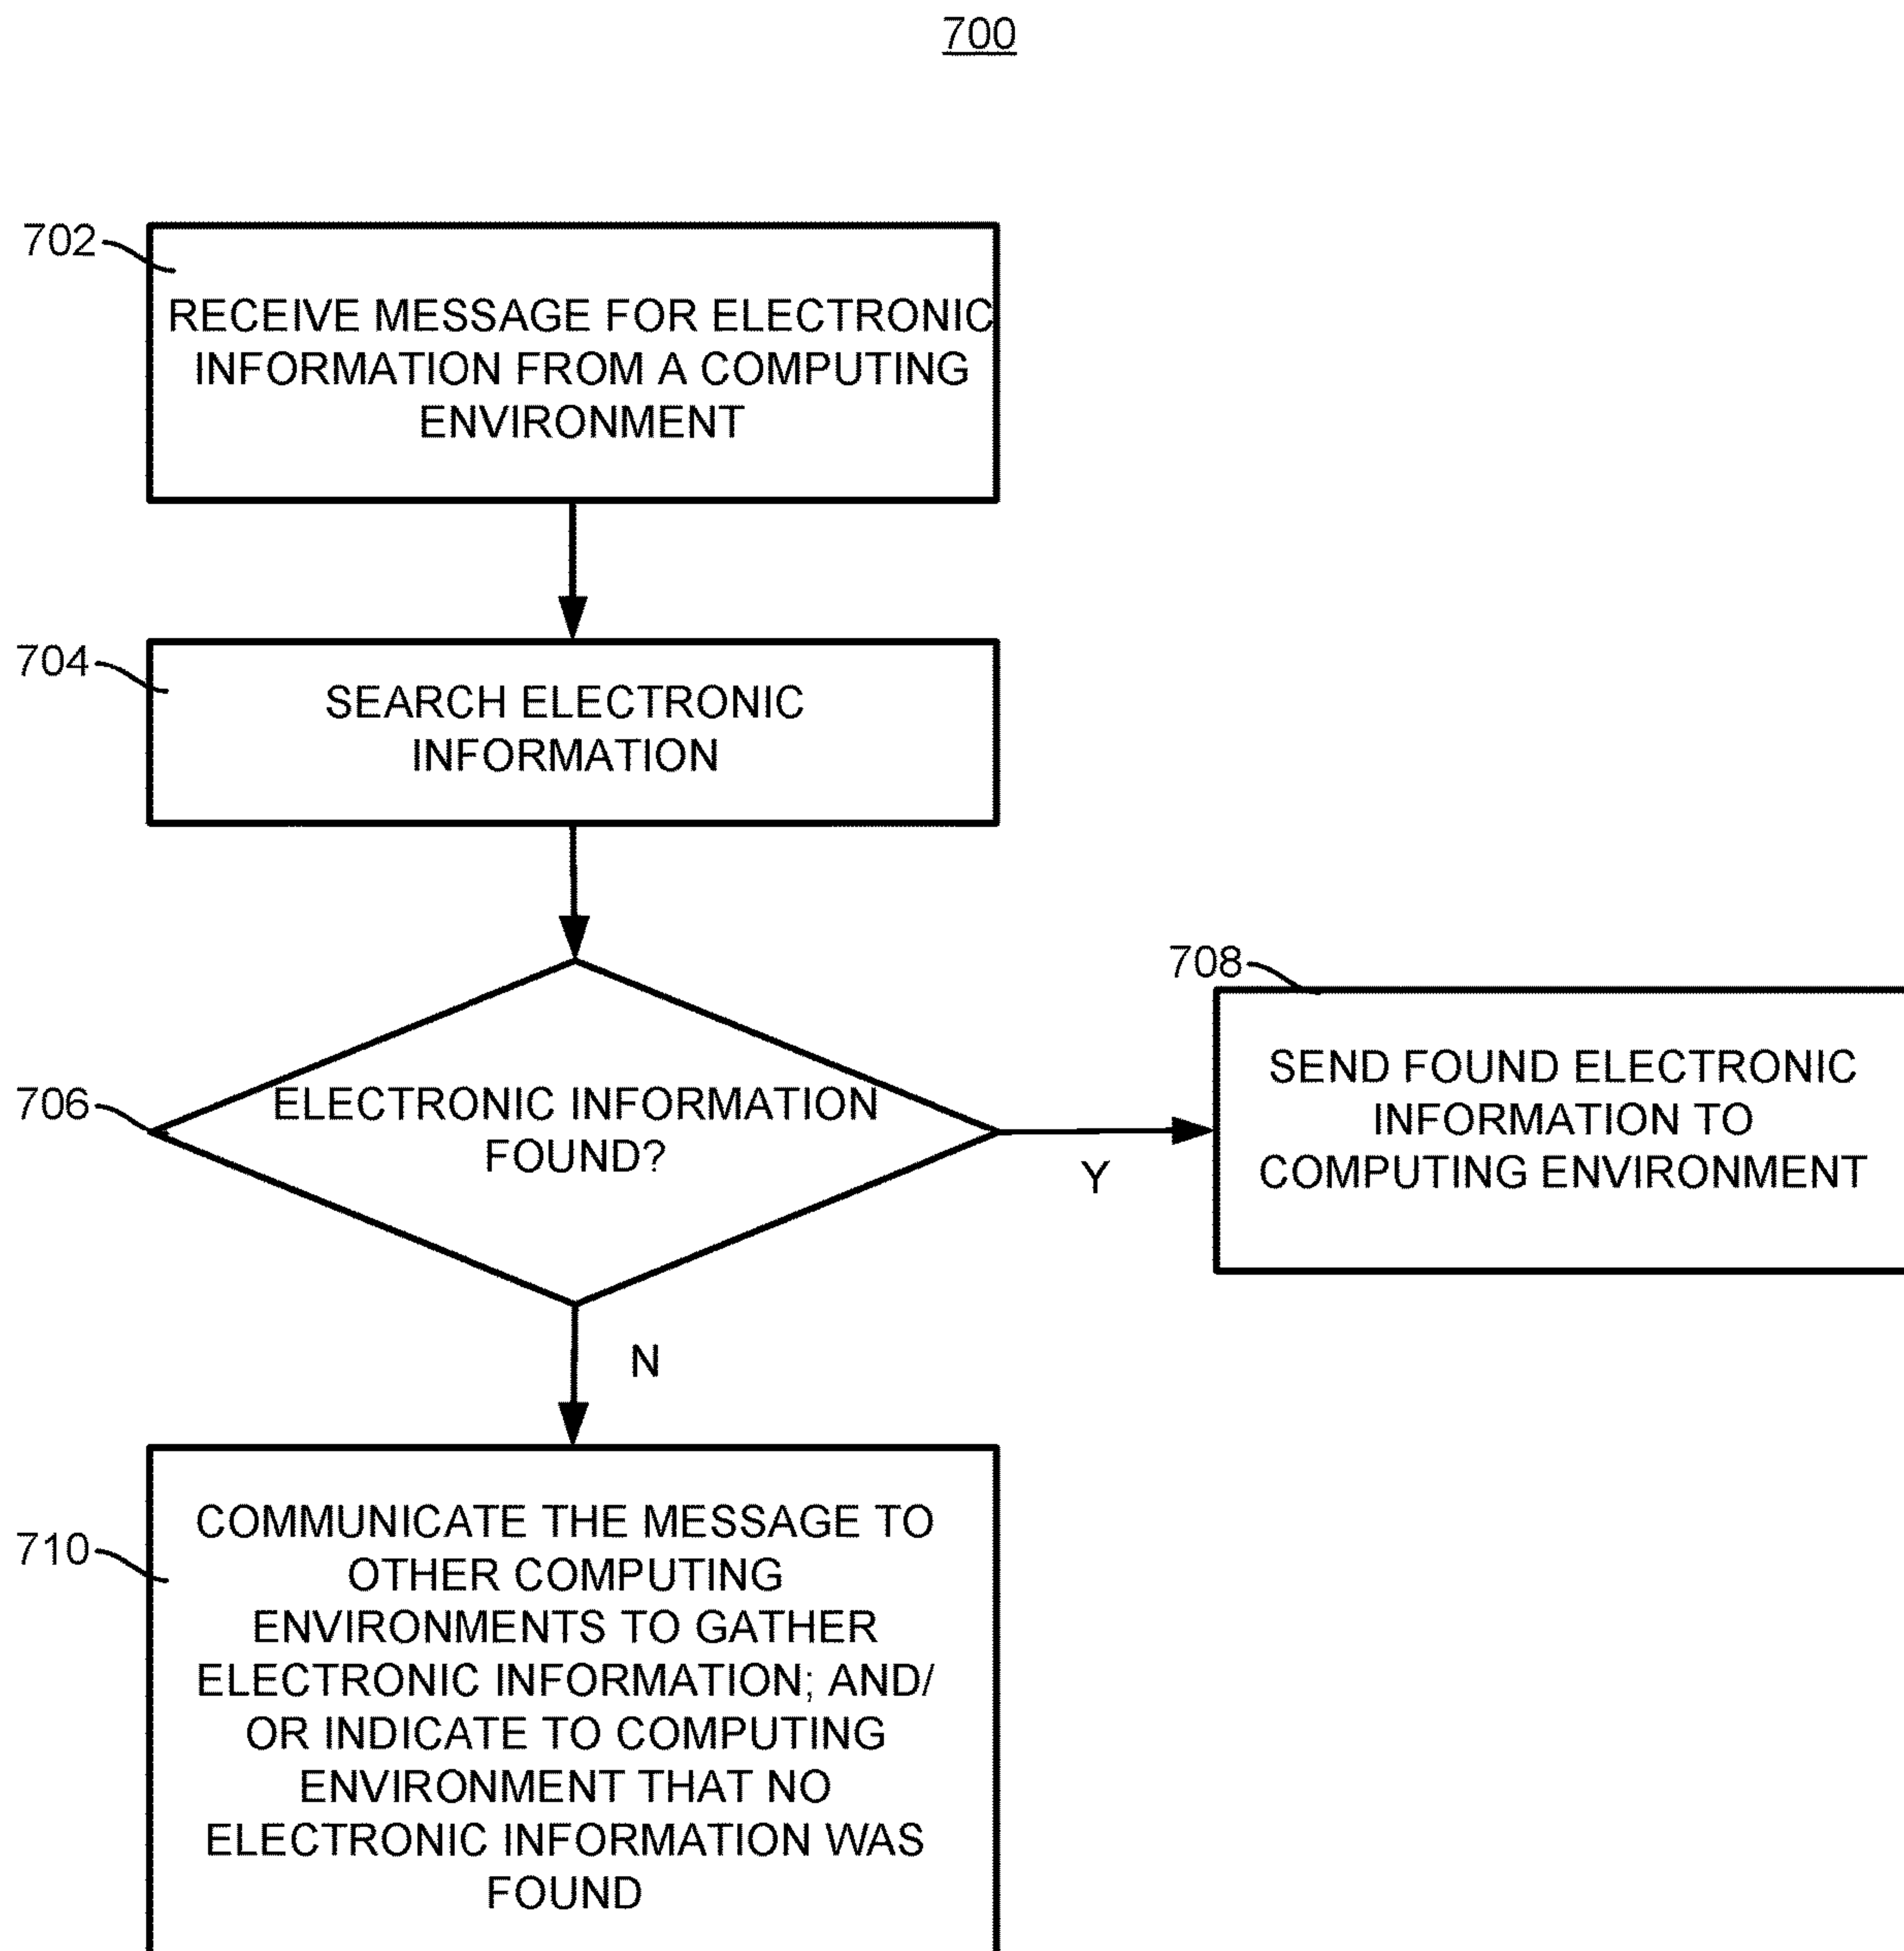 700
702
RECEIVE MESSAGE FOR ELECTRONIC
INFORMATION FROM A COMPUTING
ENVIRONMENT
704
SEARCH ELECTRONIC
INFORMATION
706
ELECTRONIC INFORMATION
FOUND?
Y
708
SEND FOUND ELECTRONIC
INFORMATION TO
COMPUTING ENVIRONMENT
N
710
COMMUNICATE THE MESSAGE TO
OTHER COMPUTING
ENVIRONMENTS TO GATHER
ELECTRONIC INFORMATION; AND/
OR INDICATE TO COMPUTING
ENVIRONMENT THAT NO
ELECTRONIC INFORMATION WAS
FOUND